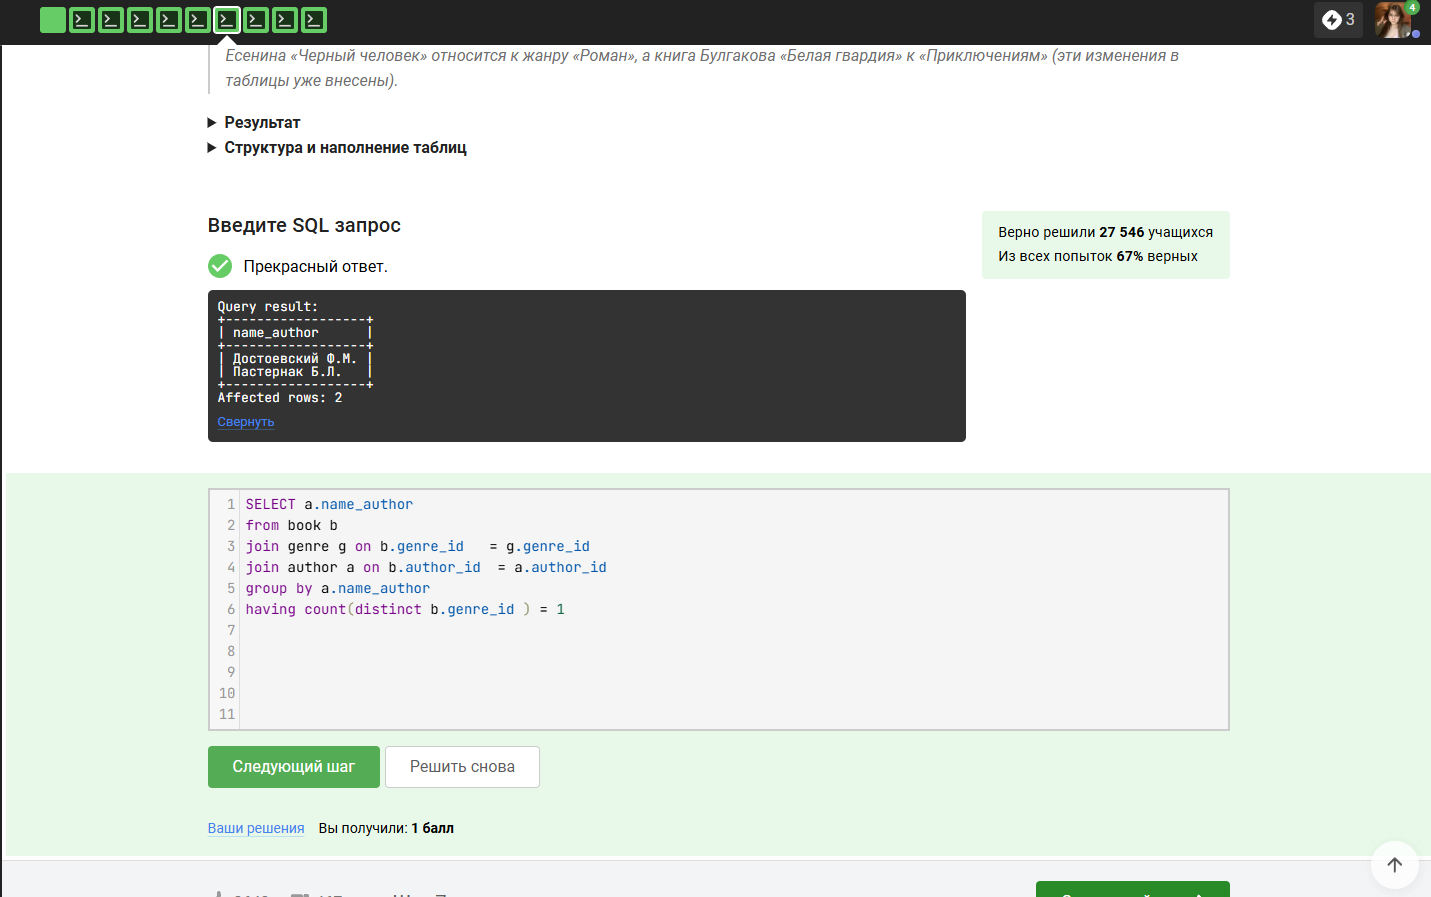 3
4
Есенина «Черный человек» относится к жанру «Роман», а книга Булгакова «Белая гвардия» к «Приключениям» (эти изменения в
таблицы уже внесены).
Результат
Структура и наполнение таблиц
Введите SQL запрос
Верно решили 27 546 учащихся
Из всех попыток 67% верных
Прекрасный ответ.
Query result:
+------------------+
| name_author      |
+------------------+
| Достоевский Ф.М. |
| Пастернак Б.Л.   |
+------------------+
Affected rows: 2
Свернуть
1 SELECT a.name_author
2 from book b
3 join genre g on b.genre_id   = g.genre_id
4 join author a on b.author_id  = a.author_id
5 group by a.name_author
6 having count(distinct b.genre_id ) = 1
7
8
9
10
11
Следующий шаг
Решить снова
Ваши решения Вы получили: 1 балл